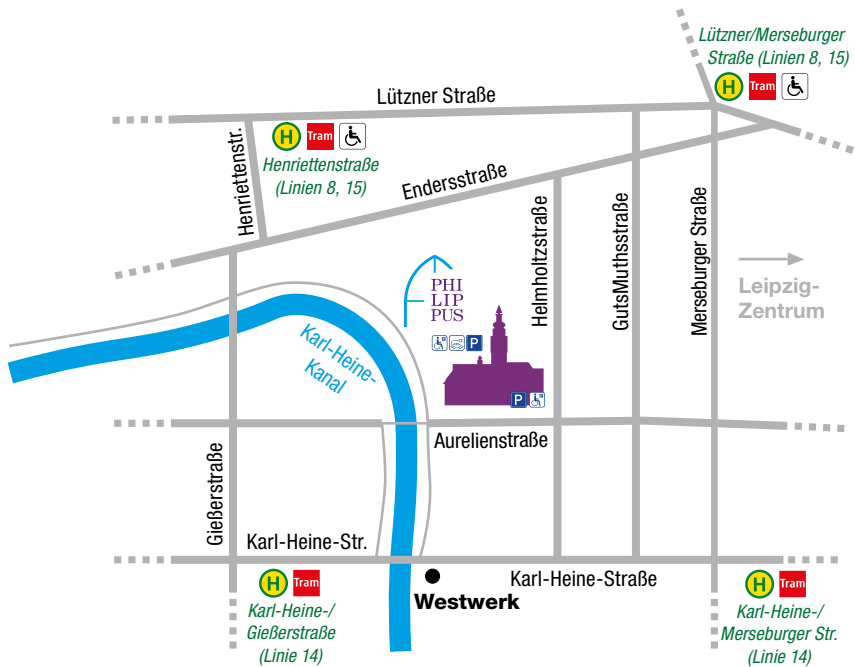 Lützner/Merseburger
Straße (Linien 8, 15)
H Tram
Lützner Straße
H Tram
Henriettenstraße
(Linien 8, 15)
Henriettenstr.
Endersstraße
Helmholtzstraße
GutsMuthsstraße
Merseburger Straße
Leipzig-
Zentrum
PHI
LIP
PUS
P
P
Karl-Heine-
Kanal
Aurelienstraße
Gießerstraße
Karl-Heine-Str.
Karl-Heine-Straße
Westwerk
H Tram
Karl-Heine-/
Gießerstraße
(Linie 14)
H Tram
Karl-Heine-/
Merseburger Str.
(Linie 14)